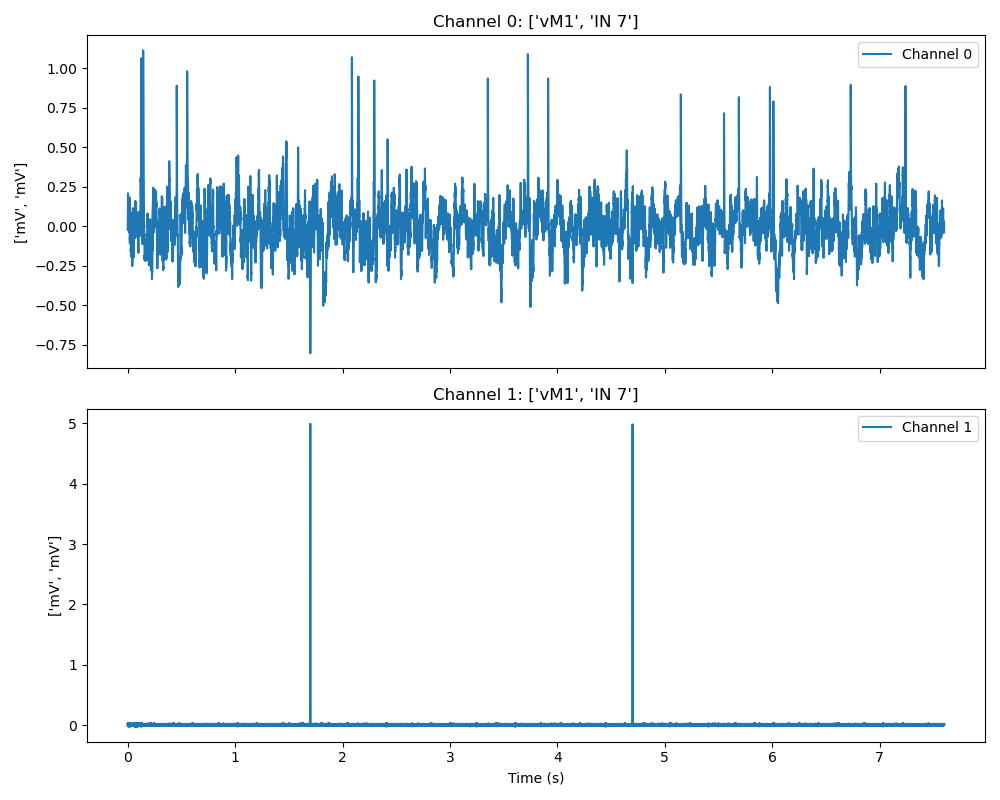 Channel 0: ['vM1', 'IN 7']
Channel 0
['mV', 'mV']
1.00
0.75
0.50
0.25
0.00
−0.25
−0.50
−0.75
Channel 1: ['vM1', 'IN 7']
Channel 1
['mV', 'mV']
5
4
3
2
1
0
0 1 2 3 4 5 6 7
Time (s)